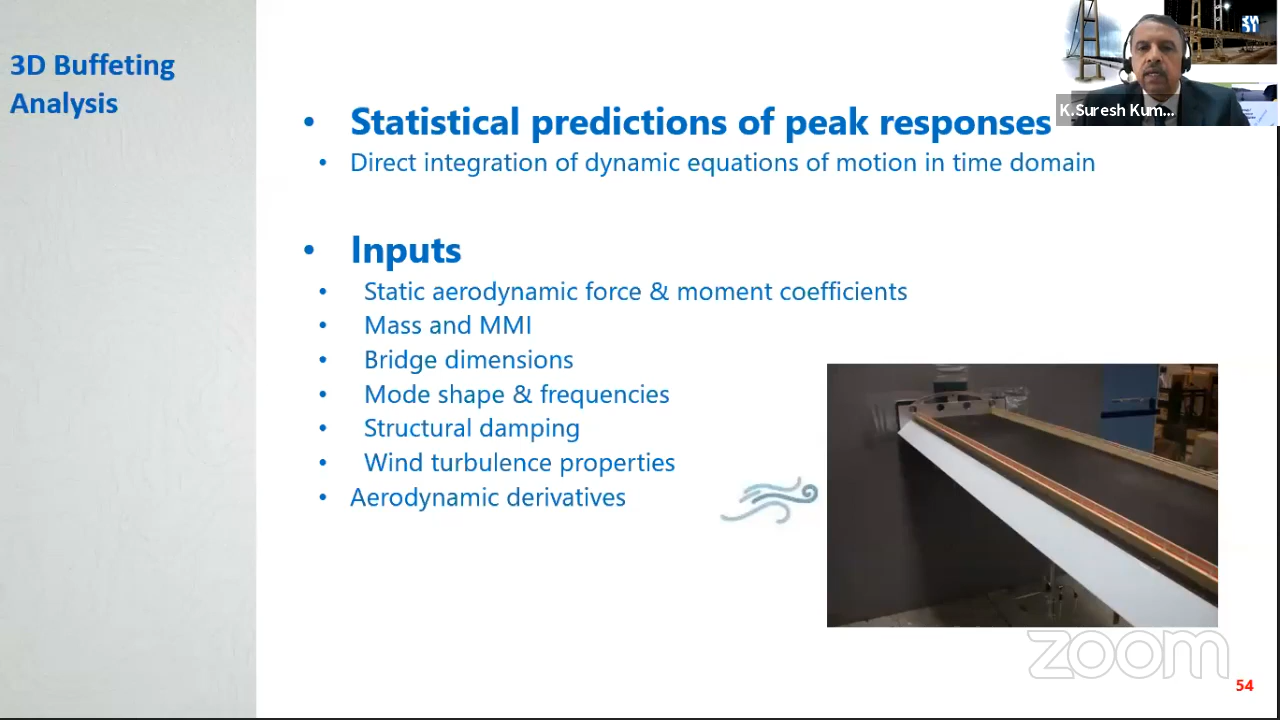 3D Buffeting
Analysis
• Statistical predictions of peak responses
• Direct integration of dynamic equations of motion in time domain
• Inputs
• Static aerodynamic force & moment coefficients
• Mass and MMI
• Bridge dimensions
• Mode shape & frequencies
• Structural damping
• Wind turbulence properties
• Aerodynamic derivatives
K.Suresh Kum...
zoom
54